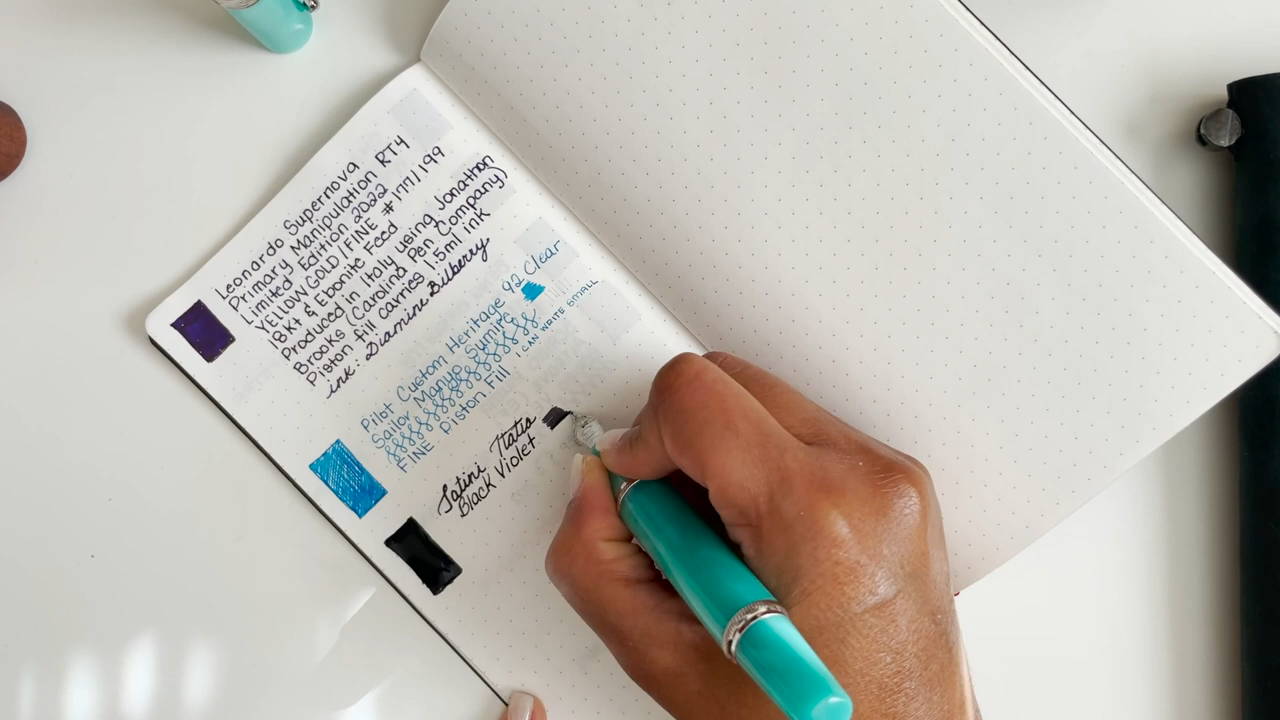 Leonardo Supernova
Primary Manipulation RT4
Limited Edition 2022
YELLOW GOLD/FINE #177/199
18kt & Ebonite Feed
Produced in Italy using Jonathon
Brooks (Carolina Pen Company)
Piston fill carries 1.5ml ink
ink: Diamine Bilberry
Pilot Custom Heritage 92 Clear
Sailor Manyo Sumire
FINE Piston Fill
I CAN WRITE SMALL
Black Violet